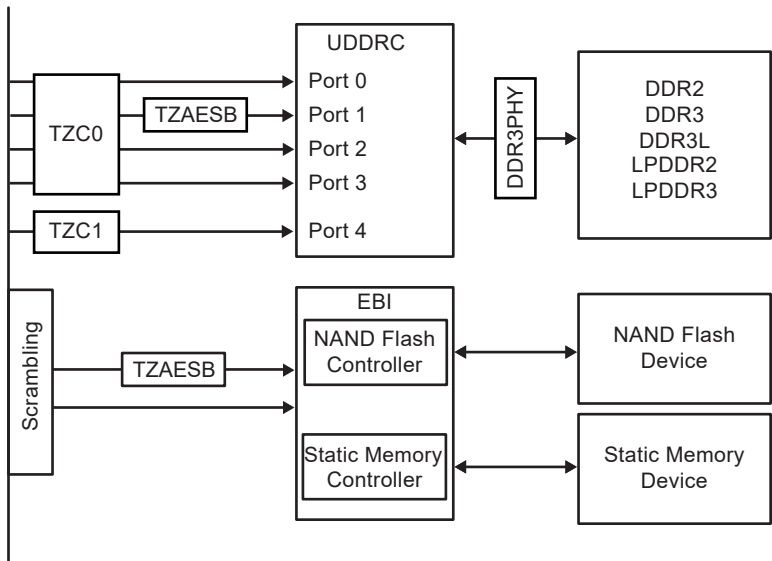 UDDRC
Port 0
Port 1
Port 2
Port 3
Port 4
TZC0
TZAESB
TZC1
DDR3PHY
DDR2
DDR3
DDR3L
LPDDR2
LPDDR3
Scrambling
TZAESB
EBI
NAND Flash
Controller
Static Memory
Controller
NAND Flash
Device
Static Memory
Device